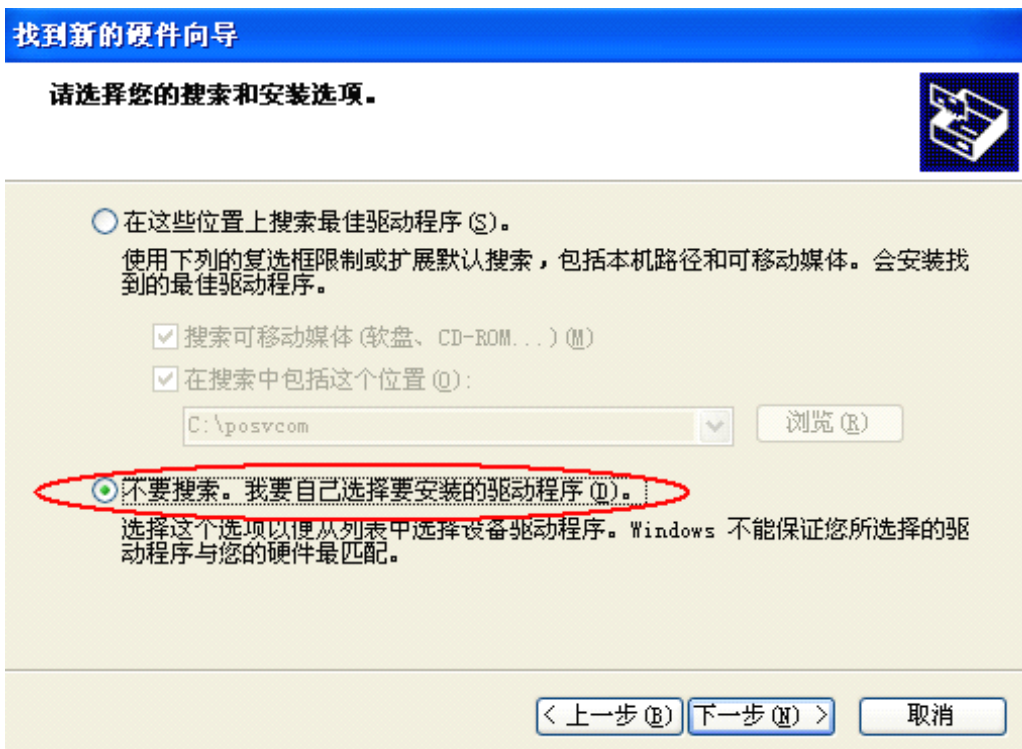 找到新的硬件向导
请选择您的搜索和安装选项。
在这些位置上搜索最佳驱动程序(S)。
使用下列的复选框限制或扩展默认搜索，包括本机路径和可移动媒体。会安装找
到的最佳驱动程序。
搜索可移动媒体(软盘、CD-ROM...)(M)
在搜索中包括这个位置(O):
C:\posvcom
浏览(R)
不要搜索。我要自己选择要安装的驱动程序(D)。
选择这个选项以便从列表中选择设备驱动程序。Windows 不能保证您所选择的驱
动程序与您的硬件最匹配。
< 上一步(B) 下一步(N) > 取消